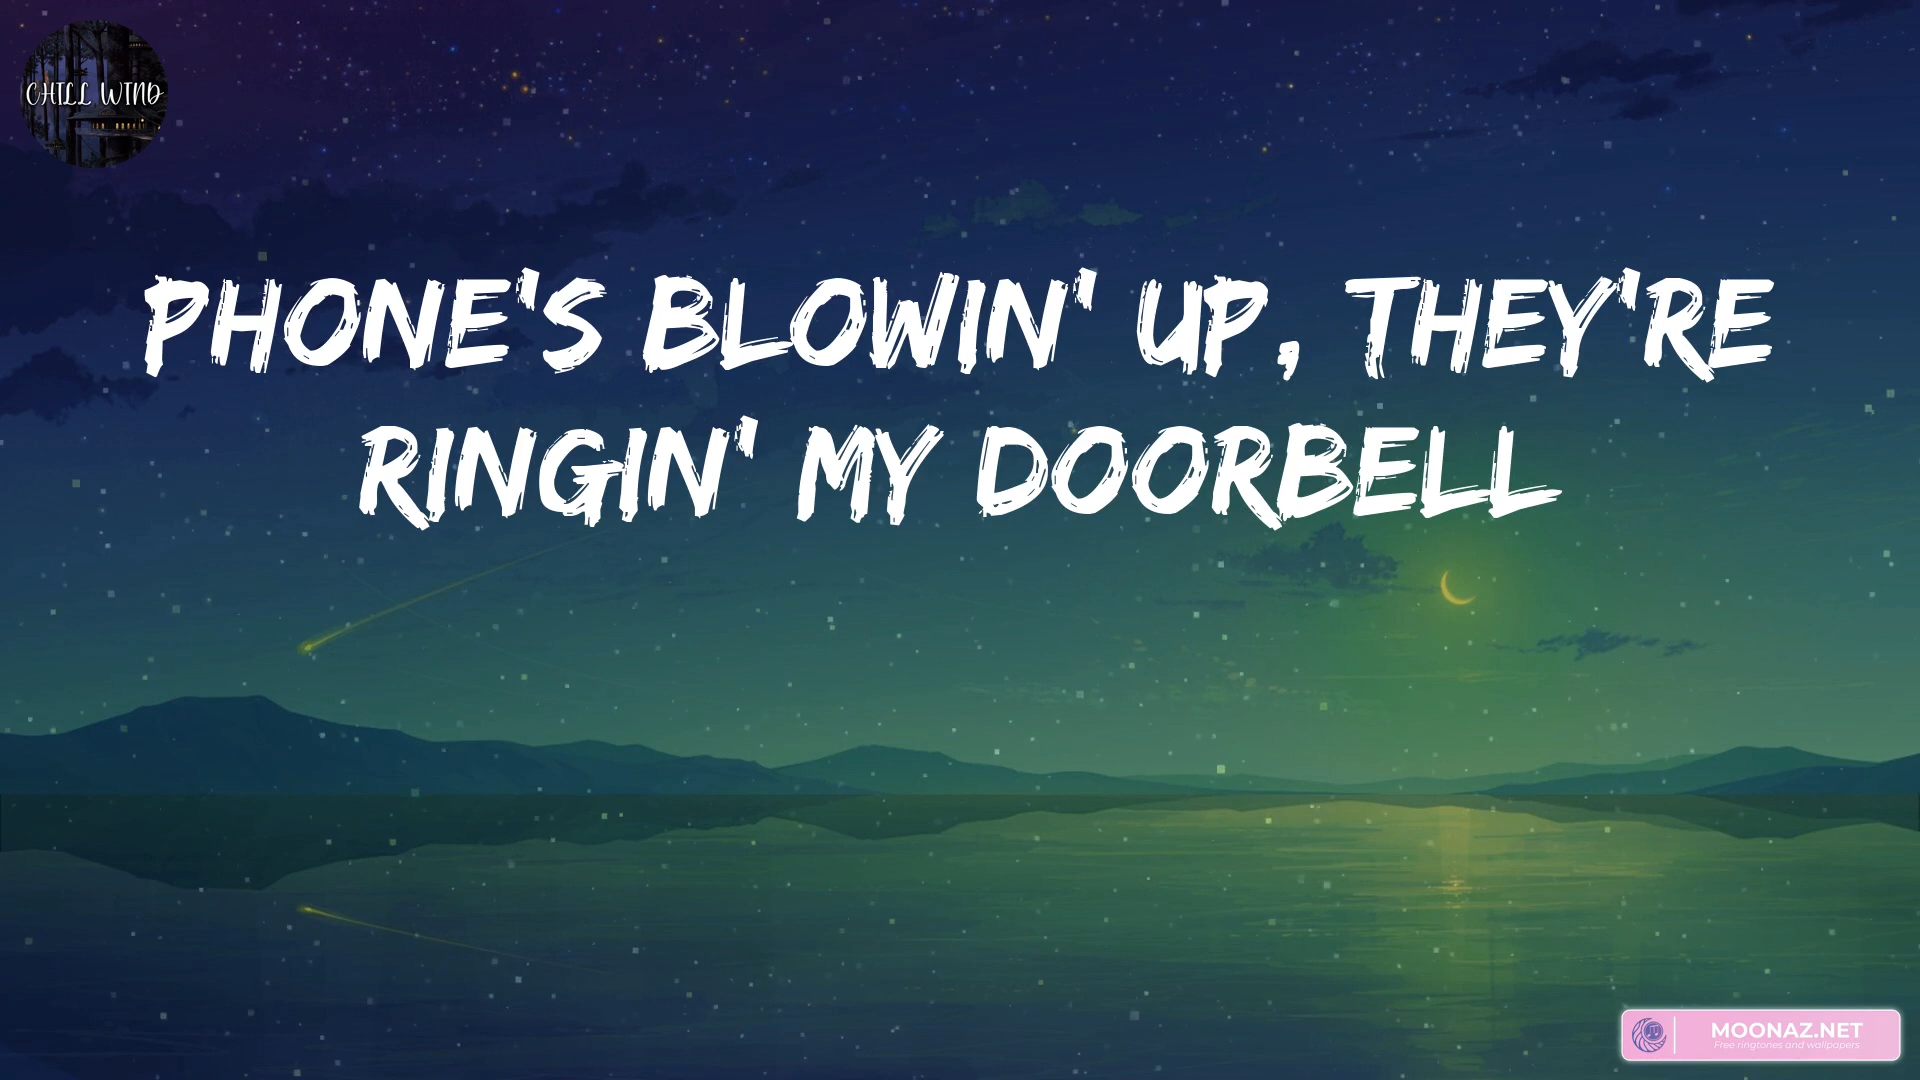 CHILL WIND
PHONE'S BLOWIN' UP, THEY'RE
RINGIN' MY DOORBELL
MOONAZ.NET
Free ringtones and wallpapers